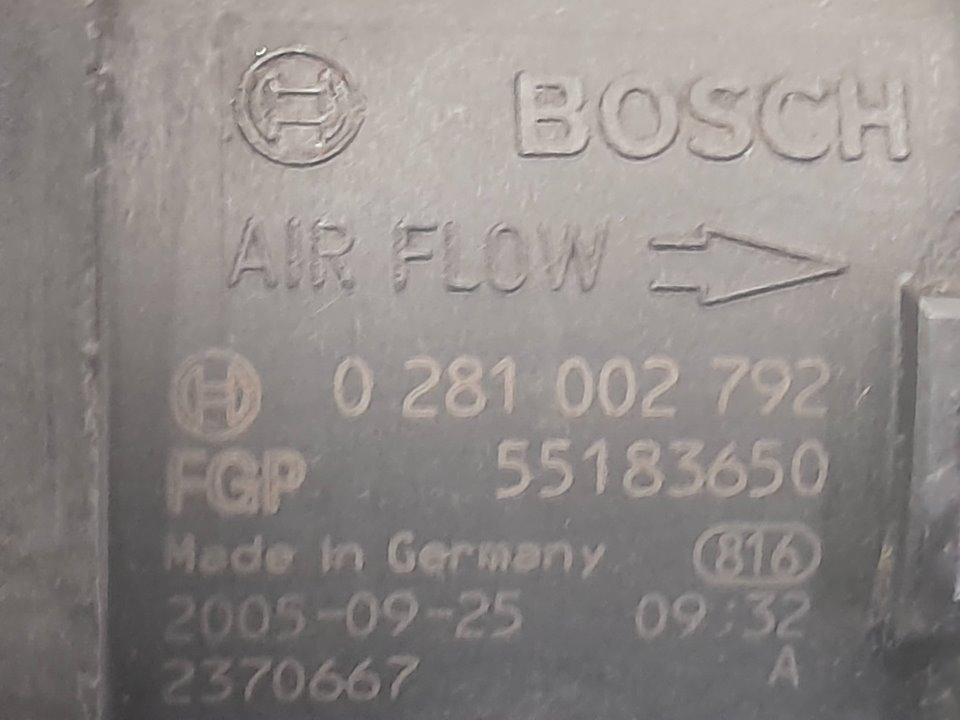 BOSCH
AIR FLOW
0 281 002 792
FGP 55183650
Made in Germany 816
2005-09-25 09:32
2370667 A